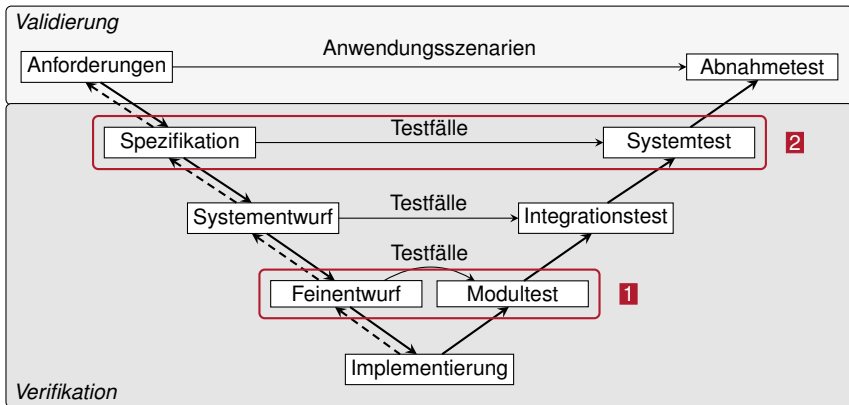 Validierung
Anwendungsszenarien
Anforderungen
Abnahmetest
Testfälle
Spezifikation
Systemtest
2
Testfälle
Systementwurf
Integrationstest
Testfälle
Feinentwurf
Modultest
1
Implementierung
Verifikation